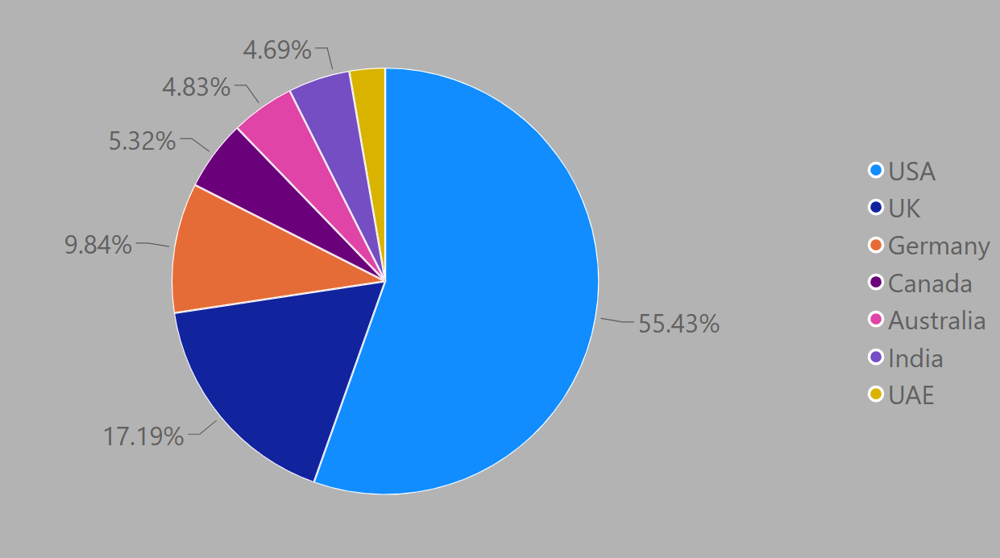 4.69%
4.83%
5.32%
9.84%
17.19%
55.43%
USA
UK
Germany
Canada
Australia
India
UAE